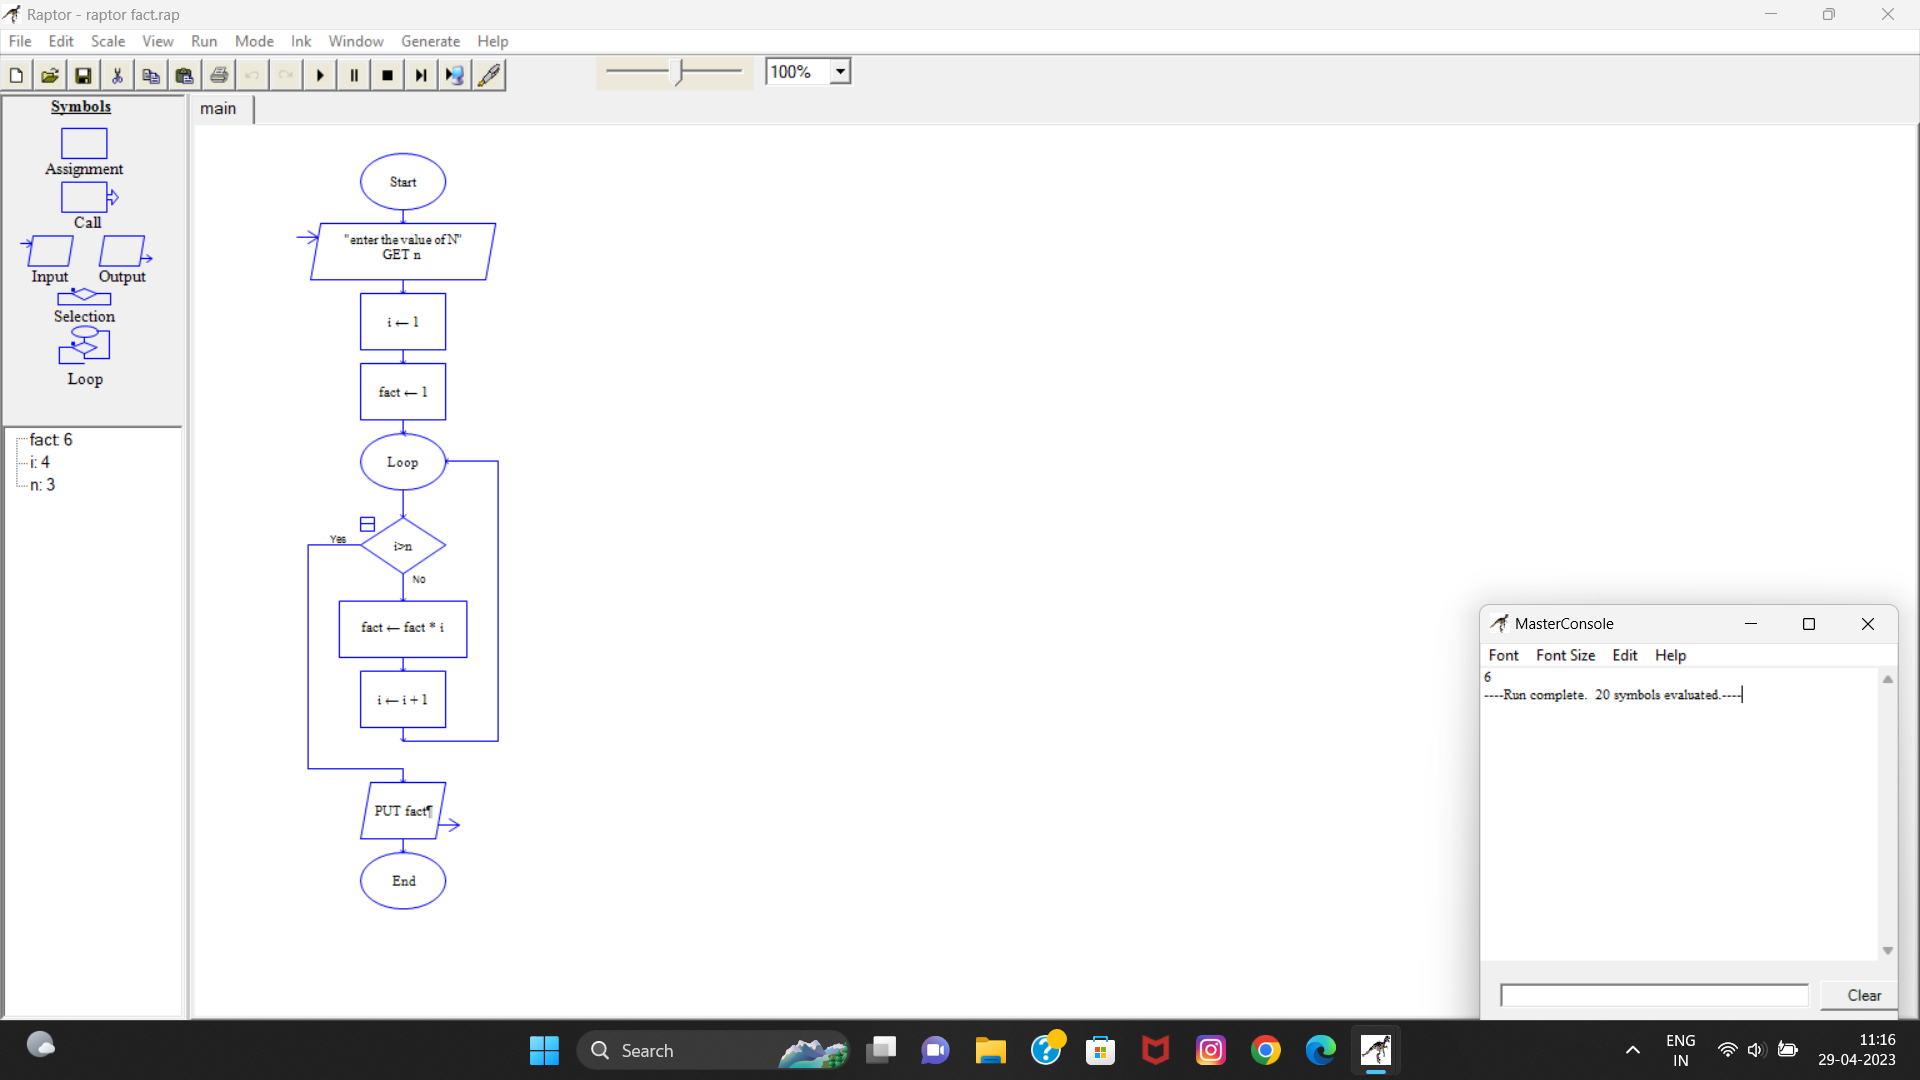 Raptor - raptor fact.rap
File Edit Scale View Run Mode Ink Window Generate Help
100%
Symbols
Assignment
Call
Input Output
Selection
Loop
fact: 6
i: 4
n: 3
main
Start
"enter the value of N"
GET n
i ← 1
fact ← 1
Loop
Yes
i>n
No
fact ← fact * i
i ← i + 1
PUT fact¶
End
MasterConsole
Font Font Size Edit Help
6
----Run complete.  20 symbols evaluated.----
Clear
Search
ENG
IN
11:16
29-04-2023